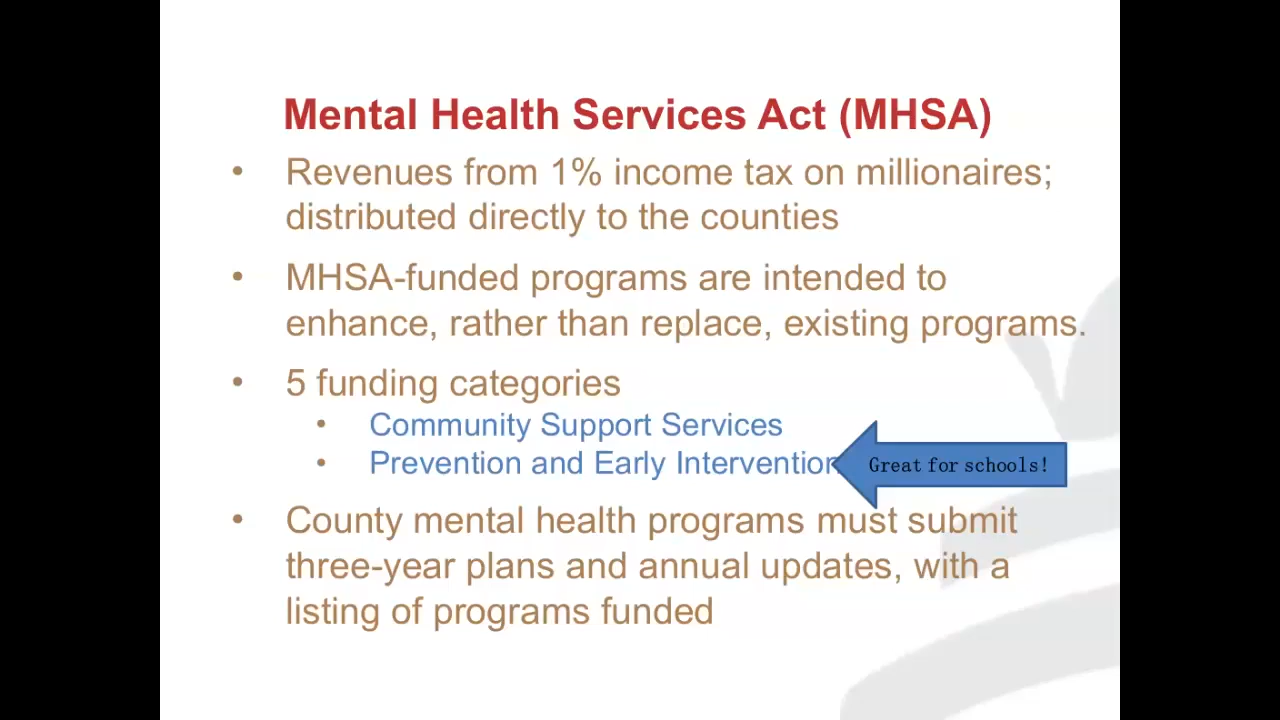 Mental Health Services Act (MHSA)
• Revenues from 1% income tax on millionaires;
distributed directly to the counties
• MHSA-funded programs are intended to
enhance, rather than replace, existing programs.
• 5 funding categories
• Community Support Services
• Prevention and Early Intervention
Great for schools!
• County mental health programs must submit
three-year plans and annual updates, with a
listing of programs funded